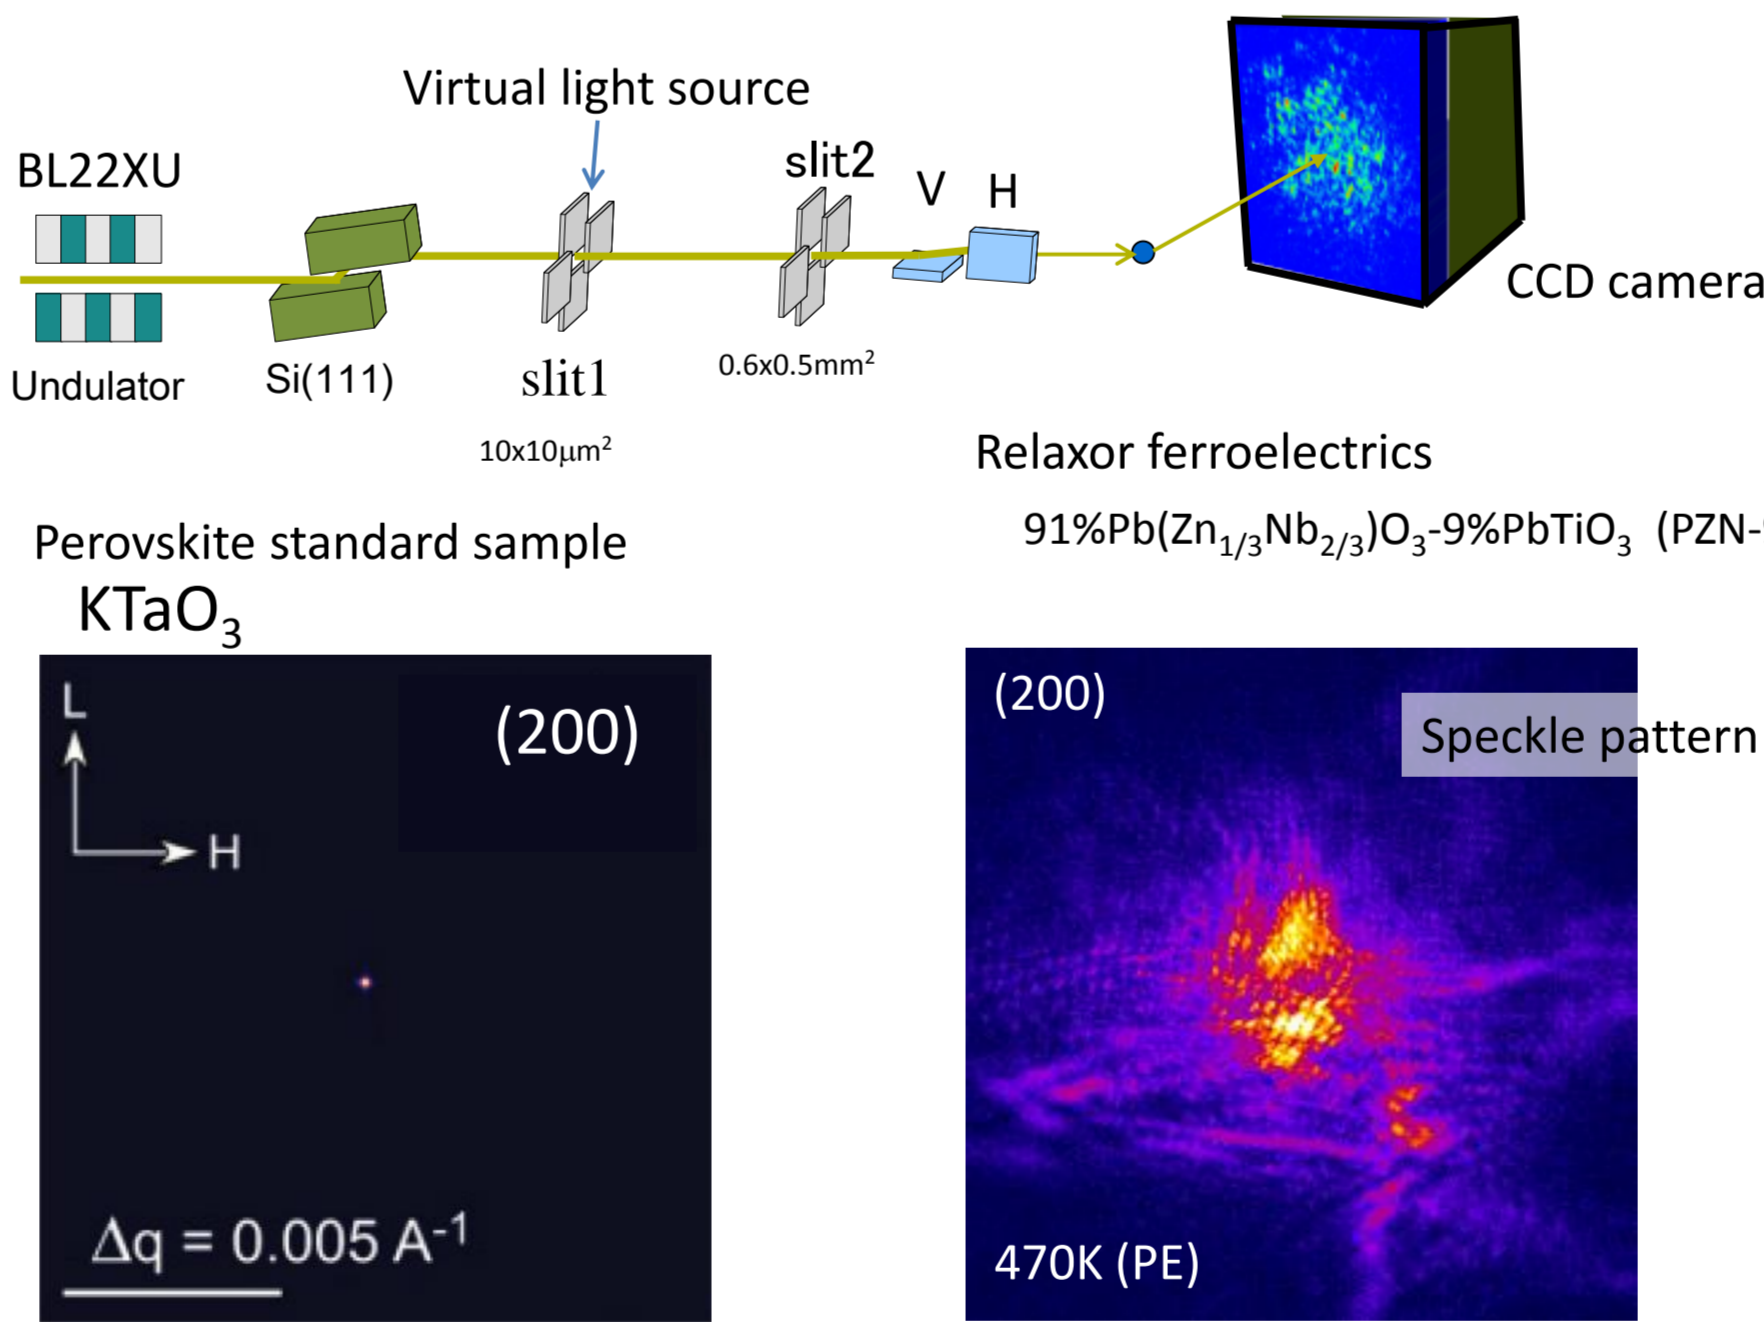 Virtual light source
BL22XU
slit2
V
H
CCD camera
Undulator
Si(111)
slit1
0.6x0.5mm²
10x10μm²
Relaxor ferroelectrics
91%Pb(Zn₁/₃Nb₂/₃)O₃-9%PbTiO₃ (PZN-
Perovskite standard sample
KTaO₃
L
H
(200)
Δq = 0.005 A⁻¹
(200)
Speckle pattern
470K (PE)